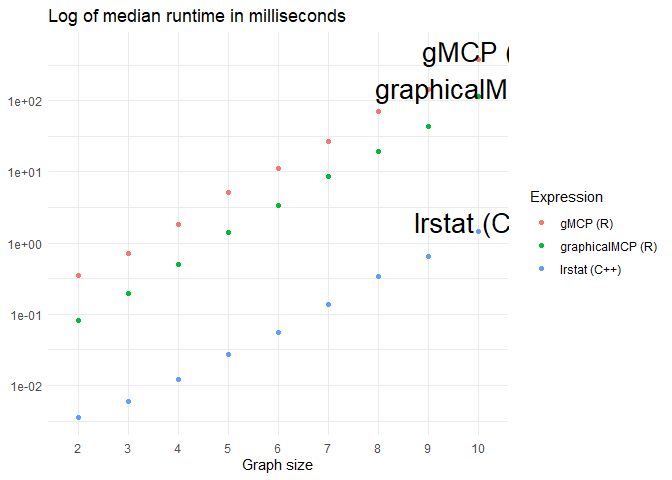 Log of median runtime in milliseconds
gMCP (
graphicalM
1e+02
1e+01
lrstat (C
1e+00
1e-01
1e-02
2 3 4 5 6 7 8 9 10
Graph size
Expression
gMCP (R)
graphicalMCP (R)
lrstat (C++)